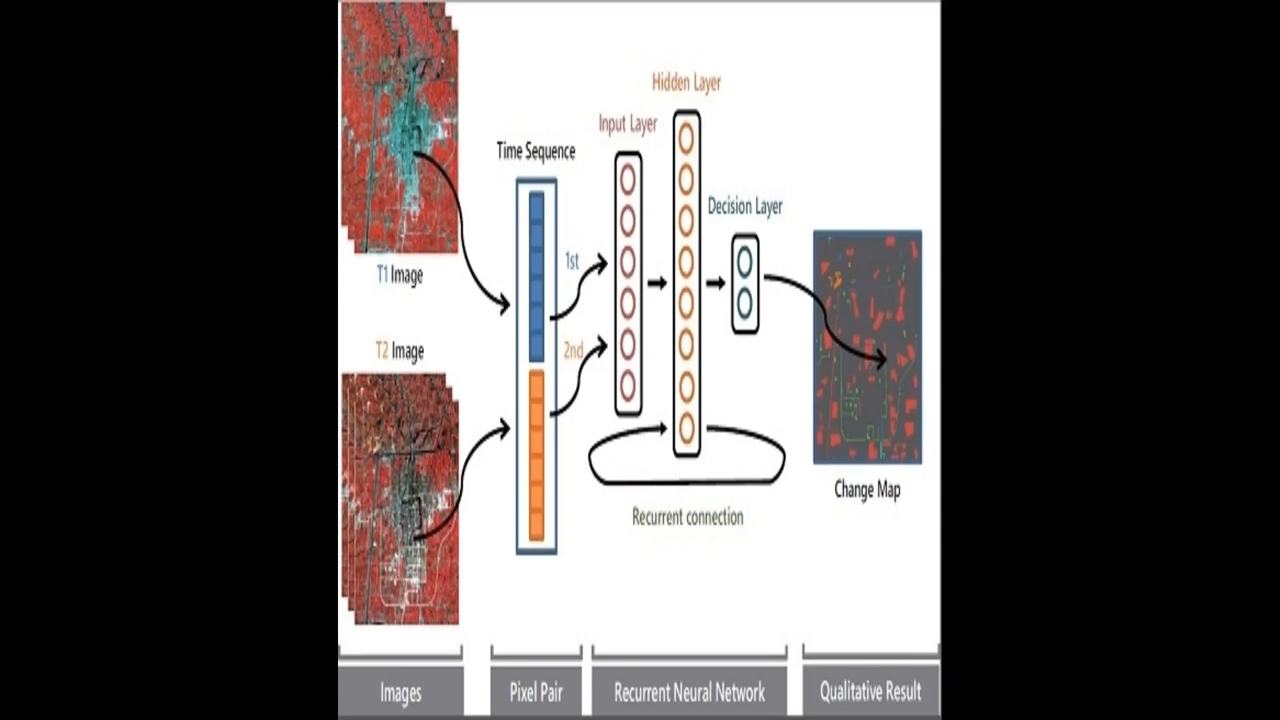 Hidden Layer
Input Layer
Time Sequence
Decision Layer
1st
T1 Image
T2 Image
2nd
Change Map
Recurrent connection
Images
Pixel Pair
Recurrent Neural Network
Qualitative Result